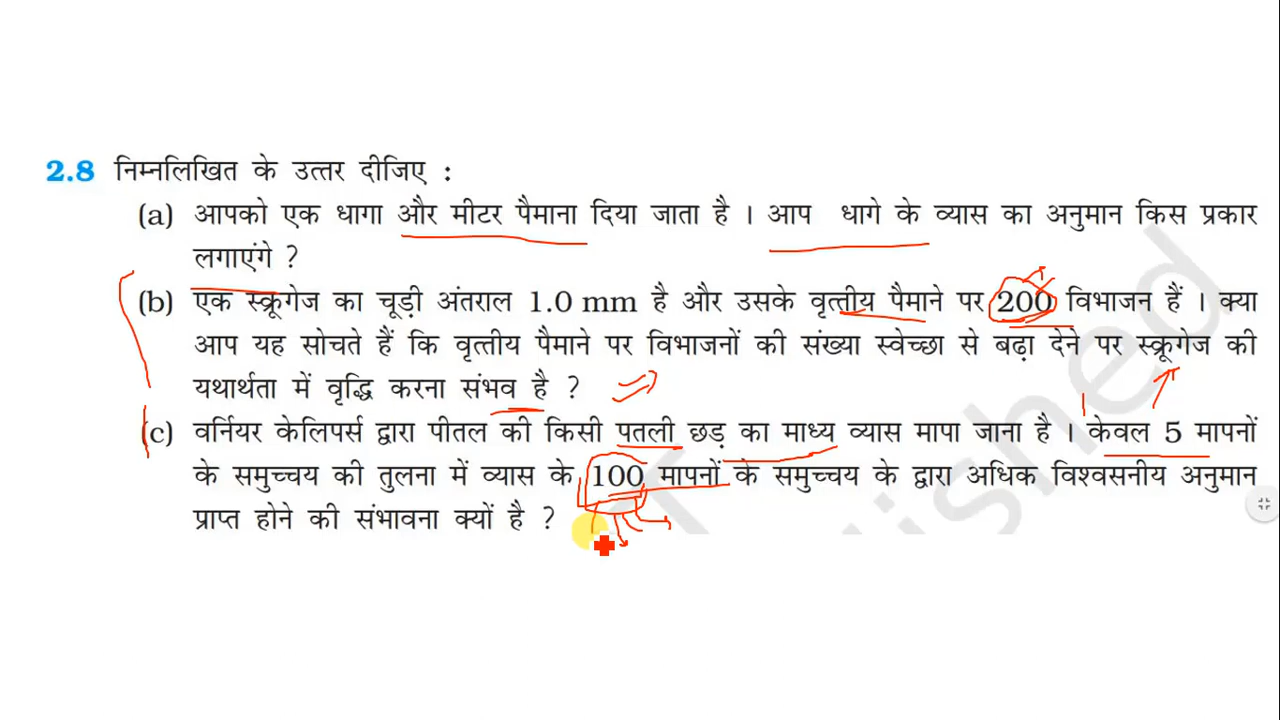 2.8 निम्नलिखित के उत्तर दीजिए :
(a) आपको एक धागा और मीटर पैमाना दिया जाता है । आप धागे के व्यास का अनुमान किस प्रकार
लगाएंगे ?
(b) एक स्क्रूगेज का चूड़ी अंतराल 1.0 mm है और उसके वृत्तीय पैमाने पर 200 विभाजन हैं । क्या
आप यह सोचते हैं कि वृत्तीय पैमाने पर विभाजनों की संख्या स्वेच्छा से बढ़ा देने पर स्क्रूगेज की
यथार्थता में वृद्धि करना संभव है ?
(c) वर्नियर केलिपर्स द्वारा पीतल की किसी पतली छड़ का माध्य व्यास मापा जाना है । केवल 5 मापनों
के समुच्चय की तुलना में व्यास के 100 मापनों के समुच्चय के द्वारा अधिक विश्वसनीय अनुमान
प्राप्त होने की संभावना क्यों है ?